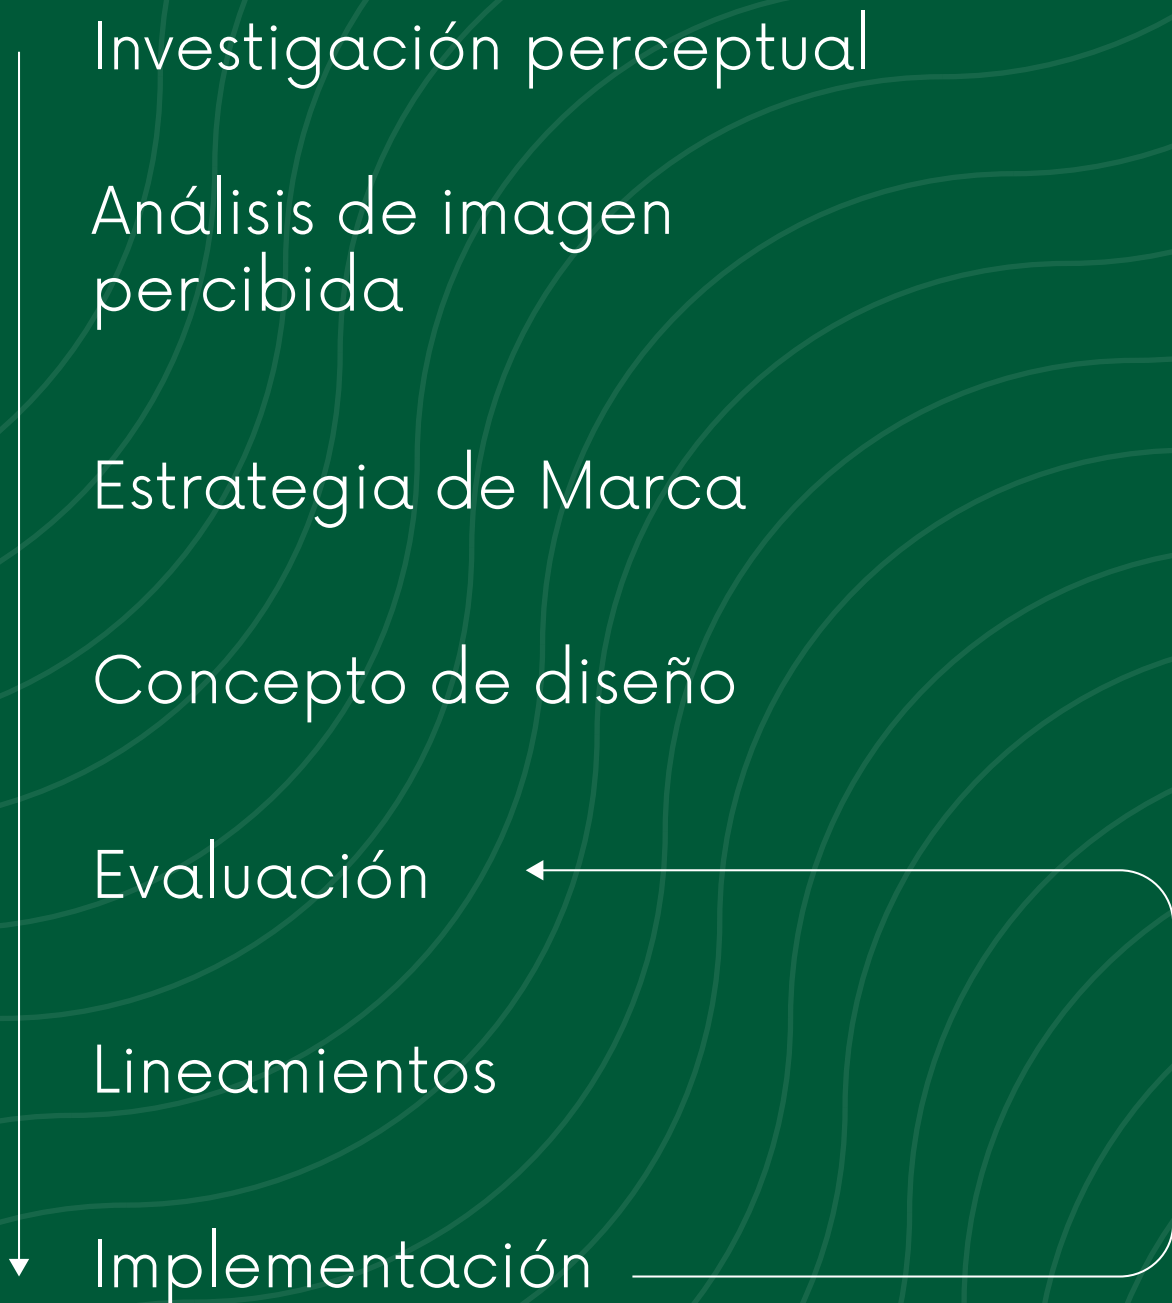 Investigación perceptual
Análisis de imagen
percibida
Estrategia de Marca
Concepto de diseño
Evaluación
Lineamientos
Implementación